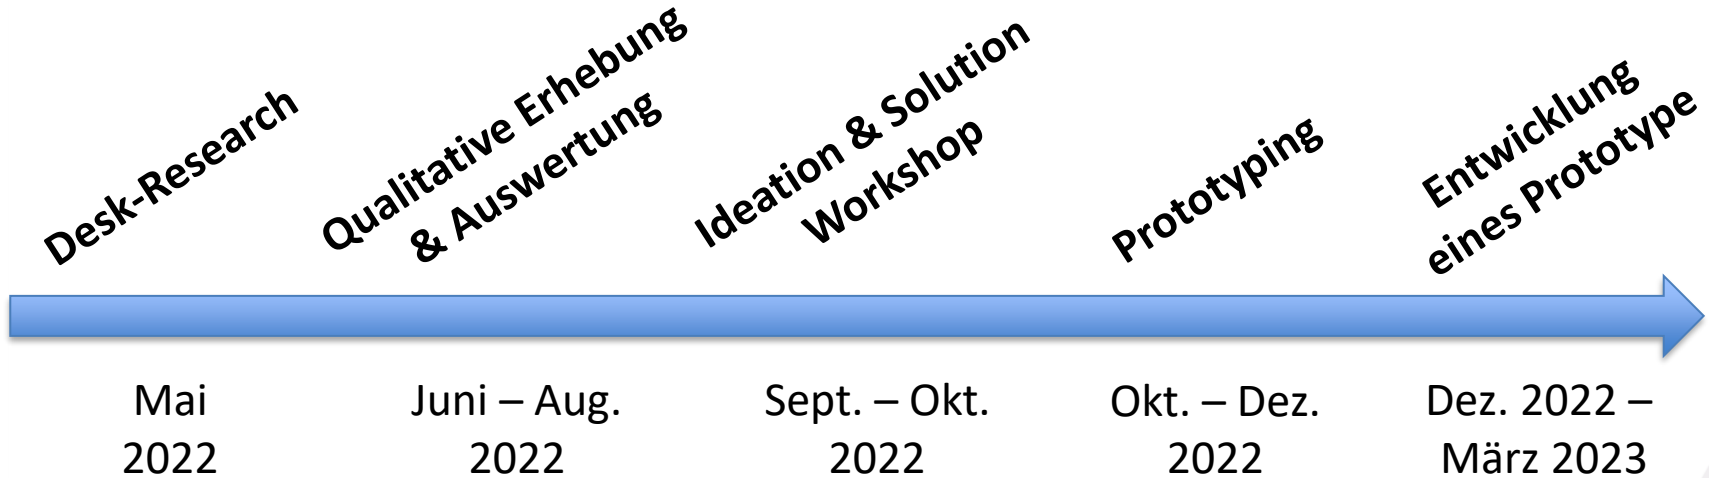 Desk-Research
Qualitative Erhebung
& Auswertung
Ideation & Solution
Workshop
Prototyping
Entwicklung
eines Prototype
Mai
2022
Juni – Aug.
2022
Sept. – Okt.
2022
Okt. – Dez.
2022
Dez. 2022 –
März 2023